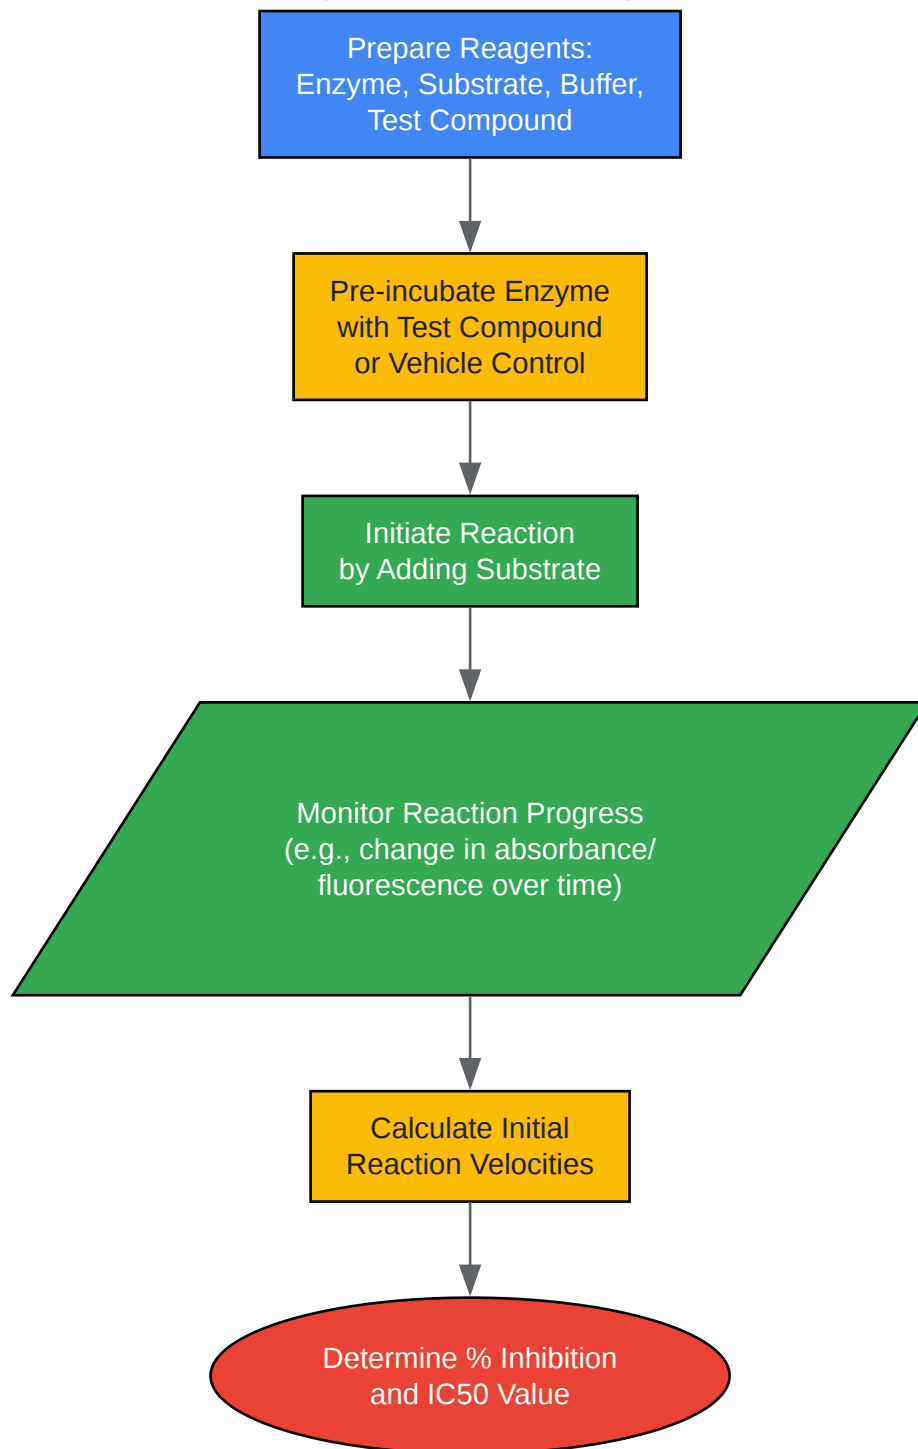 Prepare Reagents:
Enzyme, Substrate, Buffer,
Test Compound
Pre-incubate Enzyme
with Test Compound
or Vehicle Control
Initiate Reaction
by Adding Substrate
Monitor Reaction Progress
(e.g., change in absorbance/
fluorescence over time)
Calculate Initial
Reaction Velocities
Determine % Inhibition
and IC50 Value